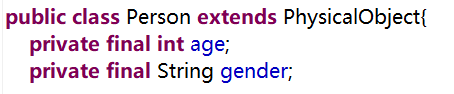 public class Person extends PhysicalObject{
private final int age;
private final String gender;